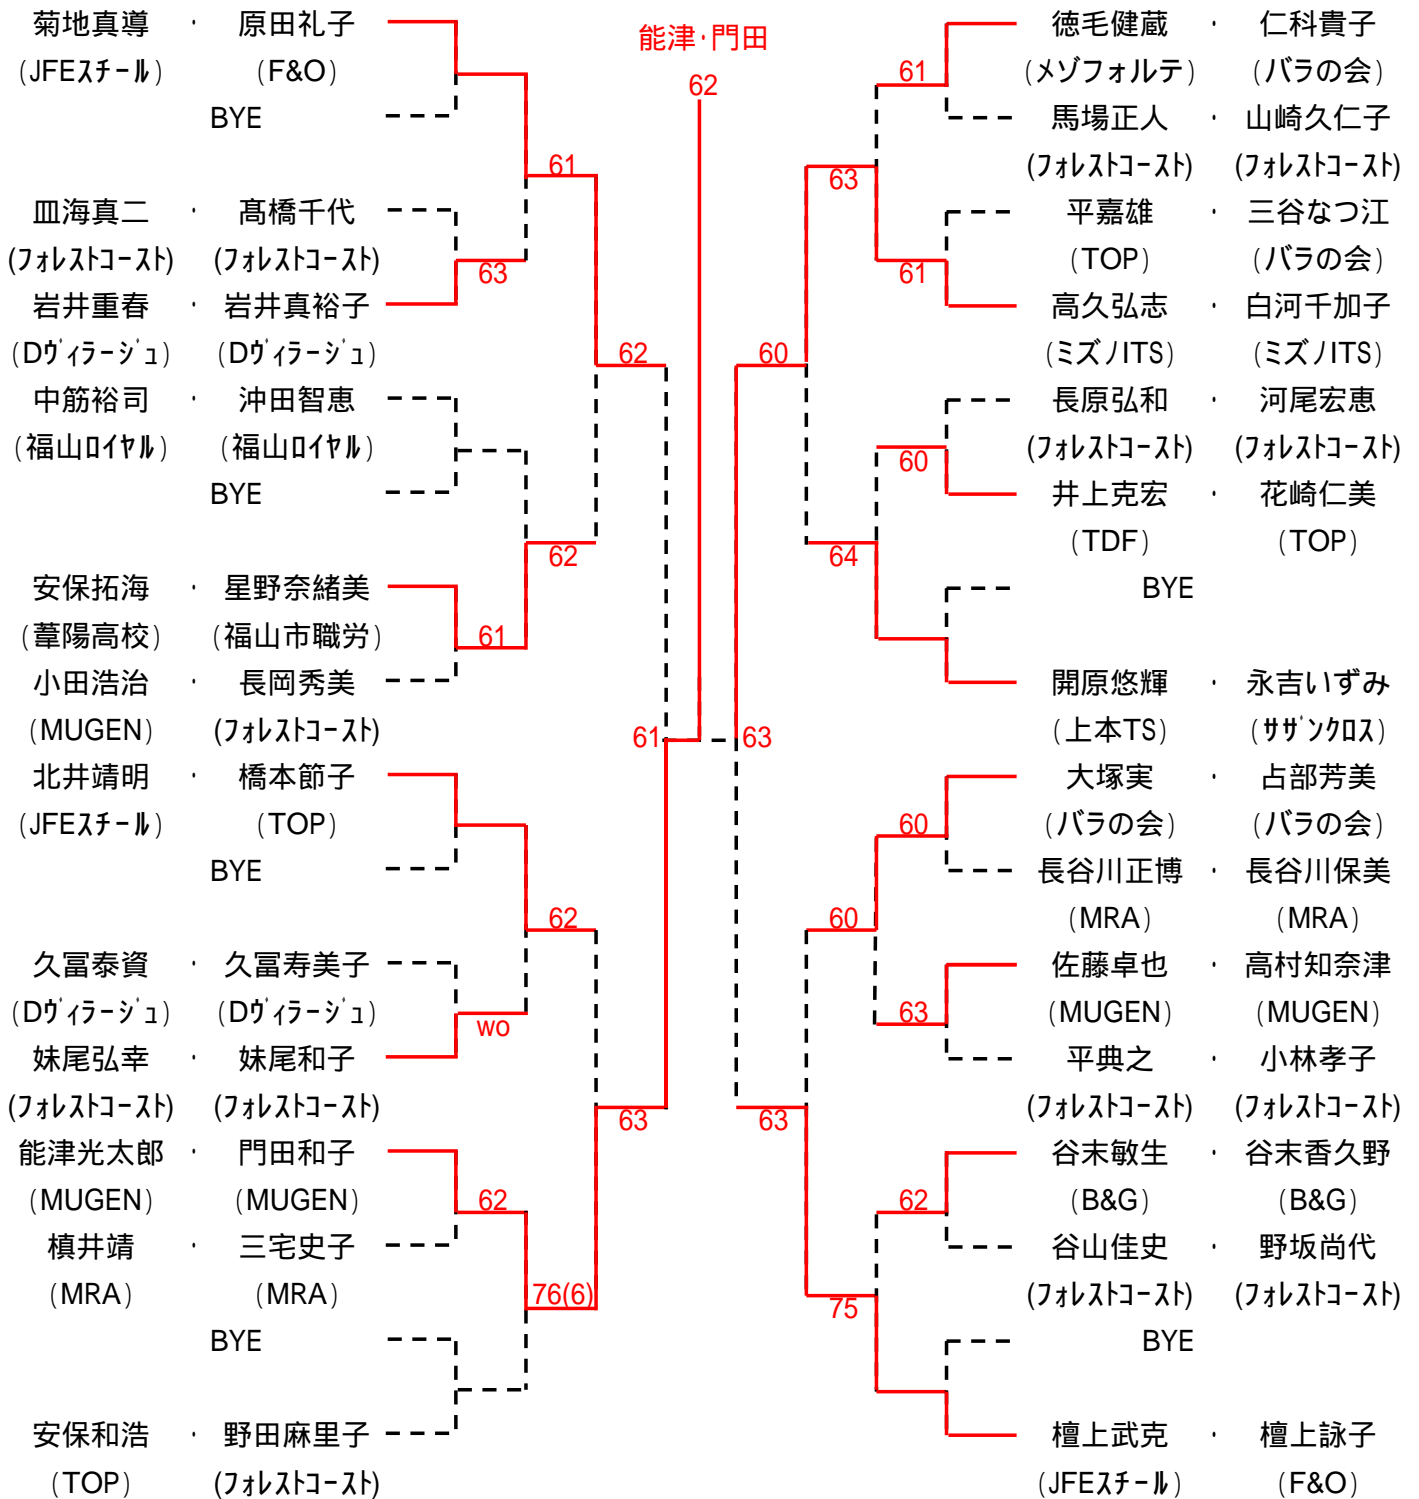 菊地真導 ・ 原田礼子
(JFEスチール) (F&O)
BYE
皿海真二 ・ 髙橋千代
(フォレストコースト) (フォレストコースト)
63
岩井重春 ・ 岩井真裕子
(Dヴィラージュ) (Dヴィラージュ)
61
中筋裕司 ・ 沖田智恵
(福山ロイヤル) (福山ロイヤル)
BYE
62
安保拓海 ・ 星野奈緒美
(葦陽高校) (福山市職労)
61
小田浩治 ・ 長岡秀美
(MUGEN) (フォレストコースト)
62
北井靖明 ・ 橋本節子
(JFEスチール) (TOP)
BYE
62
久冨泰資 ・ 久冨寿美子
(Dヴィラージュ) (Dヴィラージュ)
wo
妹尾弘幸 ・ 妹尾和子
(フォレストコースト) (フォレストコースト)
63
能津光太郎 ・ 門田和子
(MUGEN) (MUGEN)
62
槙井靖 ・ 三宅史子
(MRA) (MRA)
76(6)
BYE
安保和浩 ・ 野田麻里子
(TOP) (フォレストコースト)
能津・門田
62
61
63
徳毛健蔵 ・ 仁科貴子
(メゾフォルテ) (バラの会)
61
馬場正人 ・ 山崎久仁子
(フォレストコースト) (フォレストコースト)
63
平嘉雄 ・ 三谷なつ江
(TOP) (バラの会)
61
高久弘志 ・ 白河千加子
(ミズノITS) (ミズノITS)
60
長原弘和 ・ 河尾宏恵
(フォレストコースト) (フォレストコースト)
60
井上克宏 ・ 花崎仁美
(TDF) (TOP)
64
BYE
開原悠輝 ・ 永吉いずみ
(上本TS) (サザンクロス)
大塚実 ・ 占部芳美
(バラの会) (バラの会)
60
長谷川正博 ・ 長谷川保美
(MRA) (MRA)
60
佐藤卓也 ・ 高村知奈津
(MUGEN) (MUGEN)
63
平典之 ・ 小林孝子
(フォレストコースト) (フォレストコースト)
63
谷末敏生 ・ 谷末香久野
(B&G) (B&G)
62
谷山佳史 ・ 野坂尚代
(フォレストコースト) (フォレストコースト)
75
BYE
檀上武克 ・ 檀上詠子
(JFEスチール) (F&O)